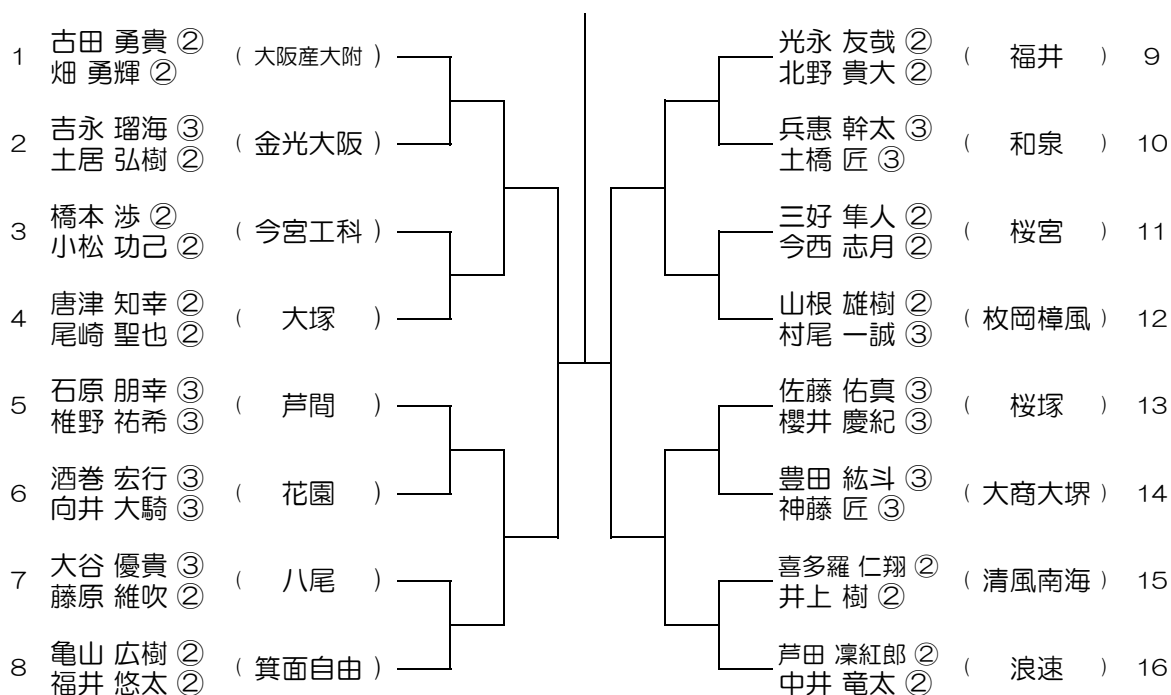 1 古田 勇貴 ② ( 大阪産大附 )
畑 勇輝 ②
2 吉永 瑠海 ③ ( 金光大阪 )
土居 弘樹 ②
3 橋本 渉 ② ( 今宮工科 )
小松 功己 ②
4 唐津 知幸 ② ( 大塚 )
尾崎 聖也 ②
5 石原 朋幸 ③ ( 芦間 )
椎野 祐希 ③
6 酒巻 宏行 ③ ( 花園 )
向井 大騎 ③
7 大谷 優貴 ③ ( 八尾 )
藤原 維吹 ②
8 亀山 広樹 ② ( 箕面自由 )
福井 悠太 ②
光永 友哉 ② ( 福井 ) 9
北野 貴大 ②
兵惠 幹太 ③ ( 和泉 ) 10
土橋 匠 ③
三好 隼人 ② ( 桜宮 ) 11
今西 志月 ②
山根 雄樹 ② ( 枚岡樟風 ) 12
村尾 一誠 ③
佐藤 佑真 ③ ( 桜塚 ) 13
櫻井 慶紀 ③
豊田 紘斗 ③ ( 大商大堺 ) 14
神藤 匠 ③
喜多羅 仁翔 ② ( 清風南海 ) 15
井上 樹 ②
芦田 凜紅郎 ② ( 浪速 ) 16
中井 竜太 ②